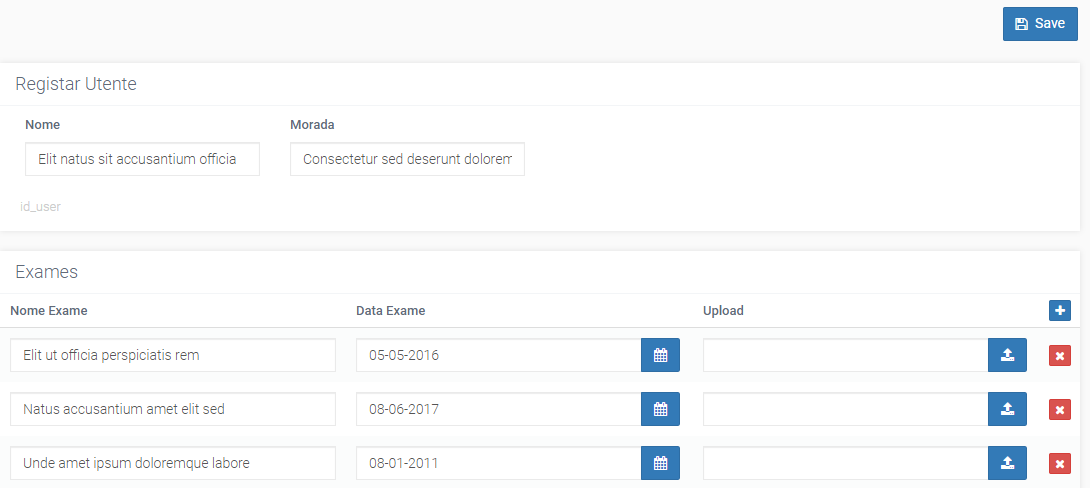 Save
Registar Utente
Nome Morada
Elit natus sit accusantium officia Consectetur sed deserunt dolorem
id_user
Exames
Nome Exame Data Exame Upload
Elit ut officia perspiciatis rem 05-05-2016
Natus accusantium amet elit sed 08-06-2017
Unde amet ipsum doloremque labore 08-01-2011